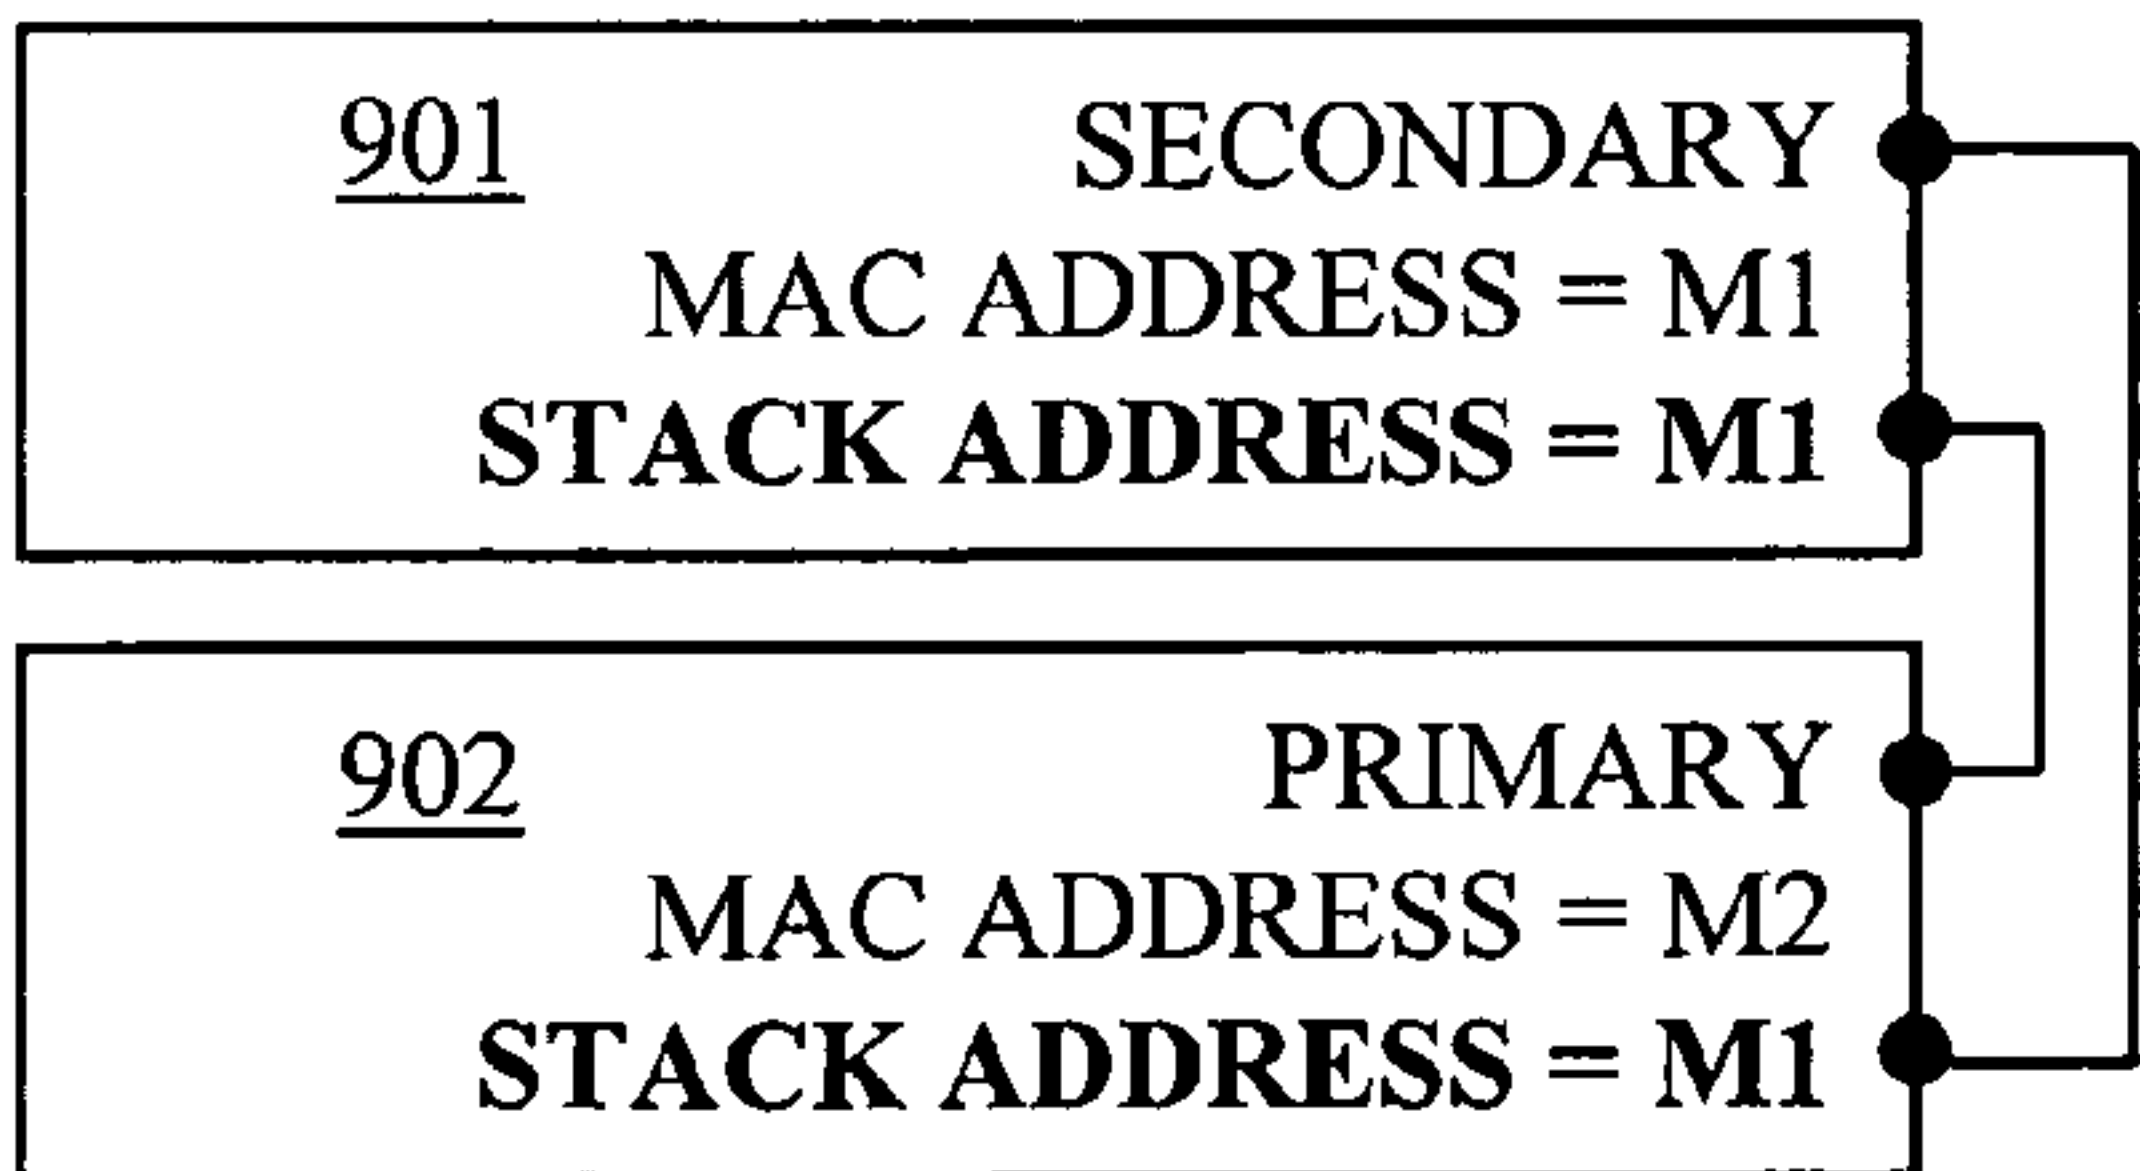 901 SECONDARY
MAC ADDRESS = M1
STACK ADDRESS = M1
902 PRIMARY
MAC ADDRESS = M2
STACK ADDRESS = M1